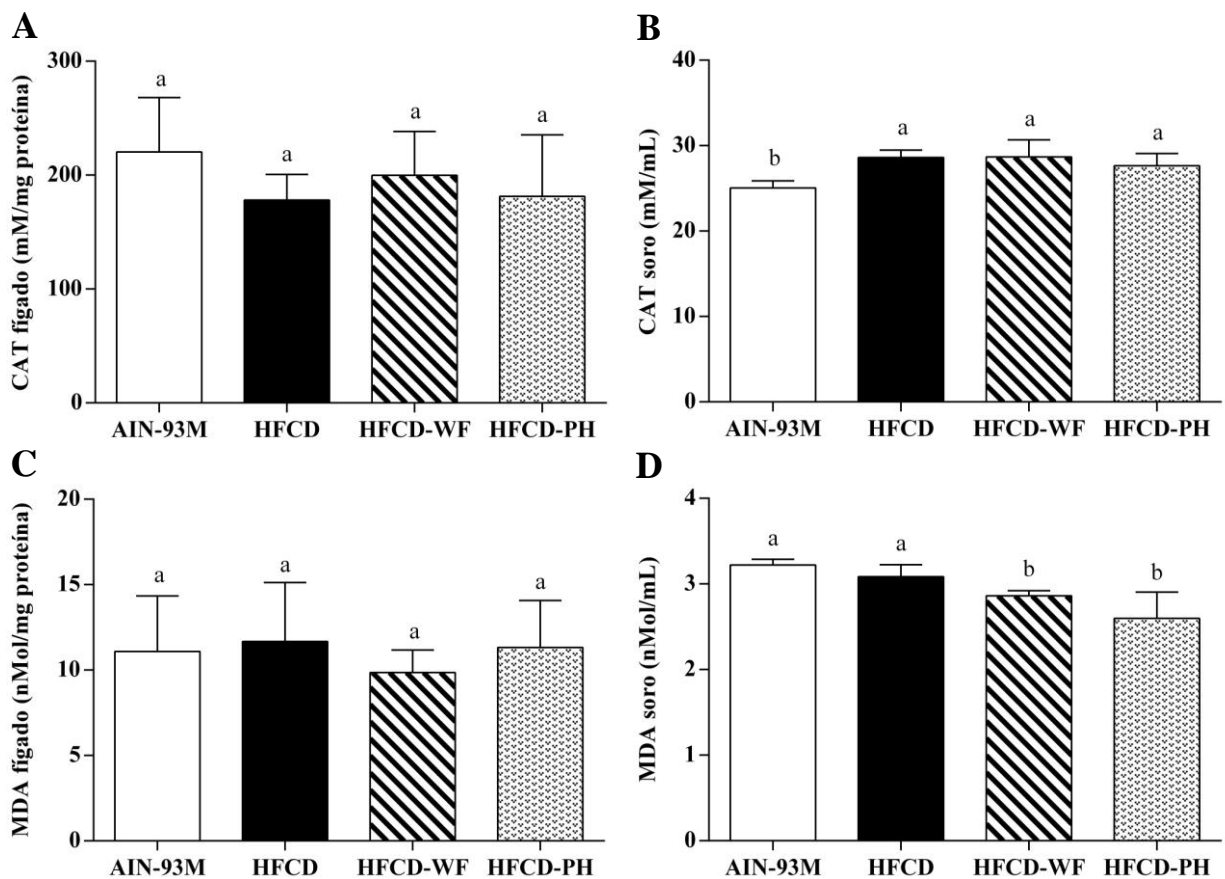 A
CAT fígado (mM/mg proteína)
300
200
100
0
a
a
a
a
AIN-93M
HFCD
HFCD-WF
HFCD-PH
B
CAT soro (mM/mL)
40
30
20
10
0
b
a
a
a
AIN-93M
HFCD
HFCD-WF
HFCD-PH
C
MDA fígado (nMol/mg proteína)
20
15
10
5
0
a
a
a
a
AIN-93M
HFCD
HFCD-WF
HFCD-PH
D
MDA soro (nMol/mL)
4
3
2
1
0
a
a
b
b
AIN-93M
HFCD
HFCD-WF
HFCD-PH